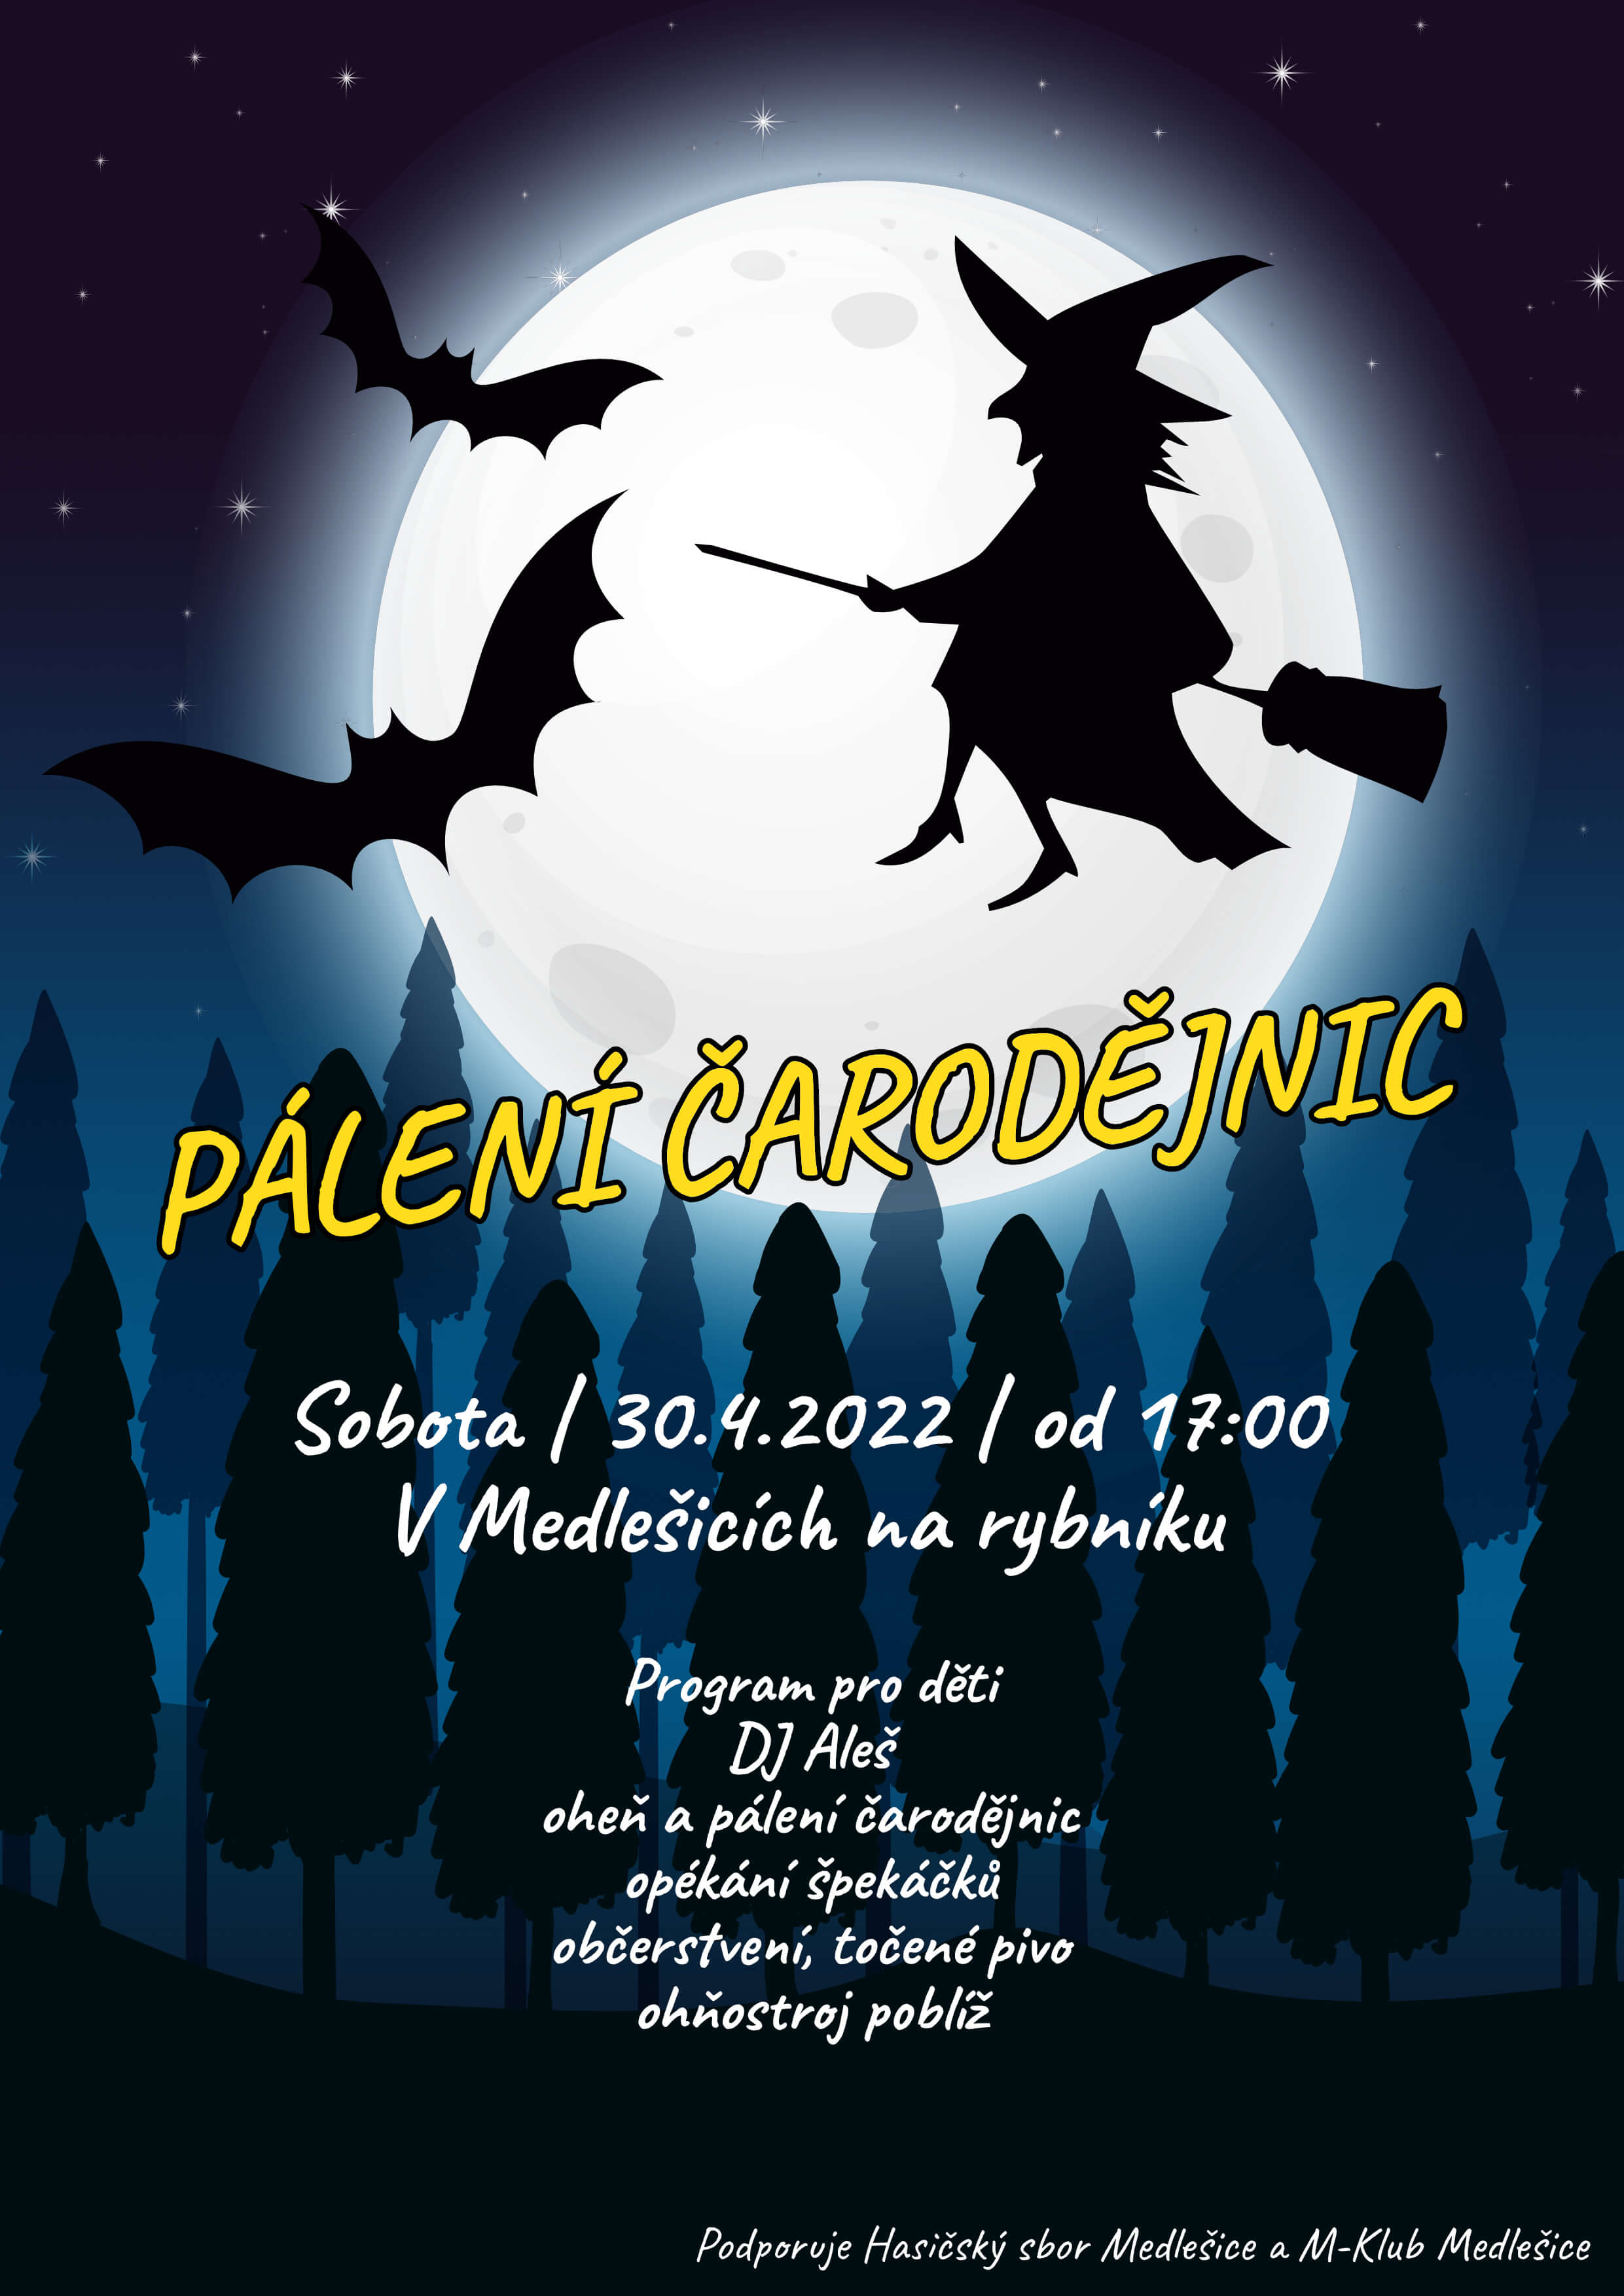 PÁLENÍ ČARODĚJNIC
Sobota / 30.4.2022 / od 17:00
V Medlešicích na rybníku
Program pro děti
DJ Aleš
oheň a pálení čarodějnic
opékání špekáčků
občerstvení, točené pivo
ohňostroj poblíž
Podporuje Hasičský sbor Medlešice a M-Klub Medlešice